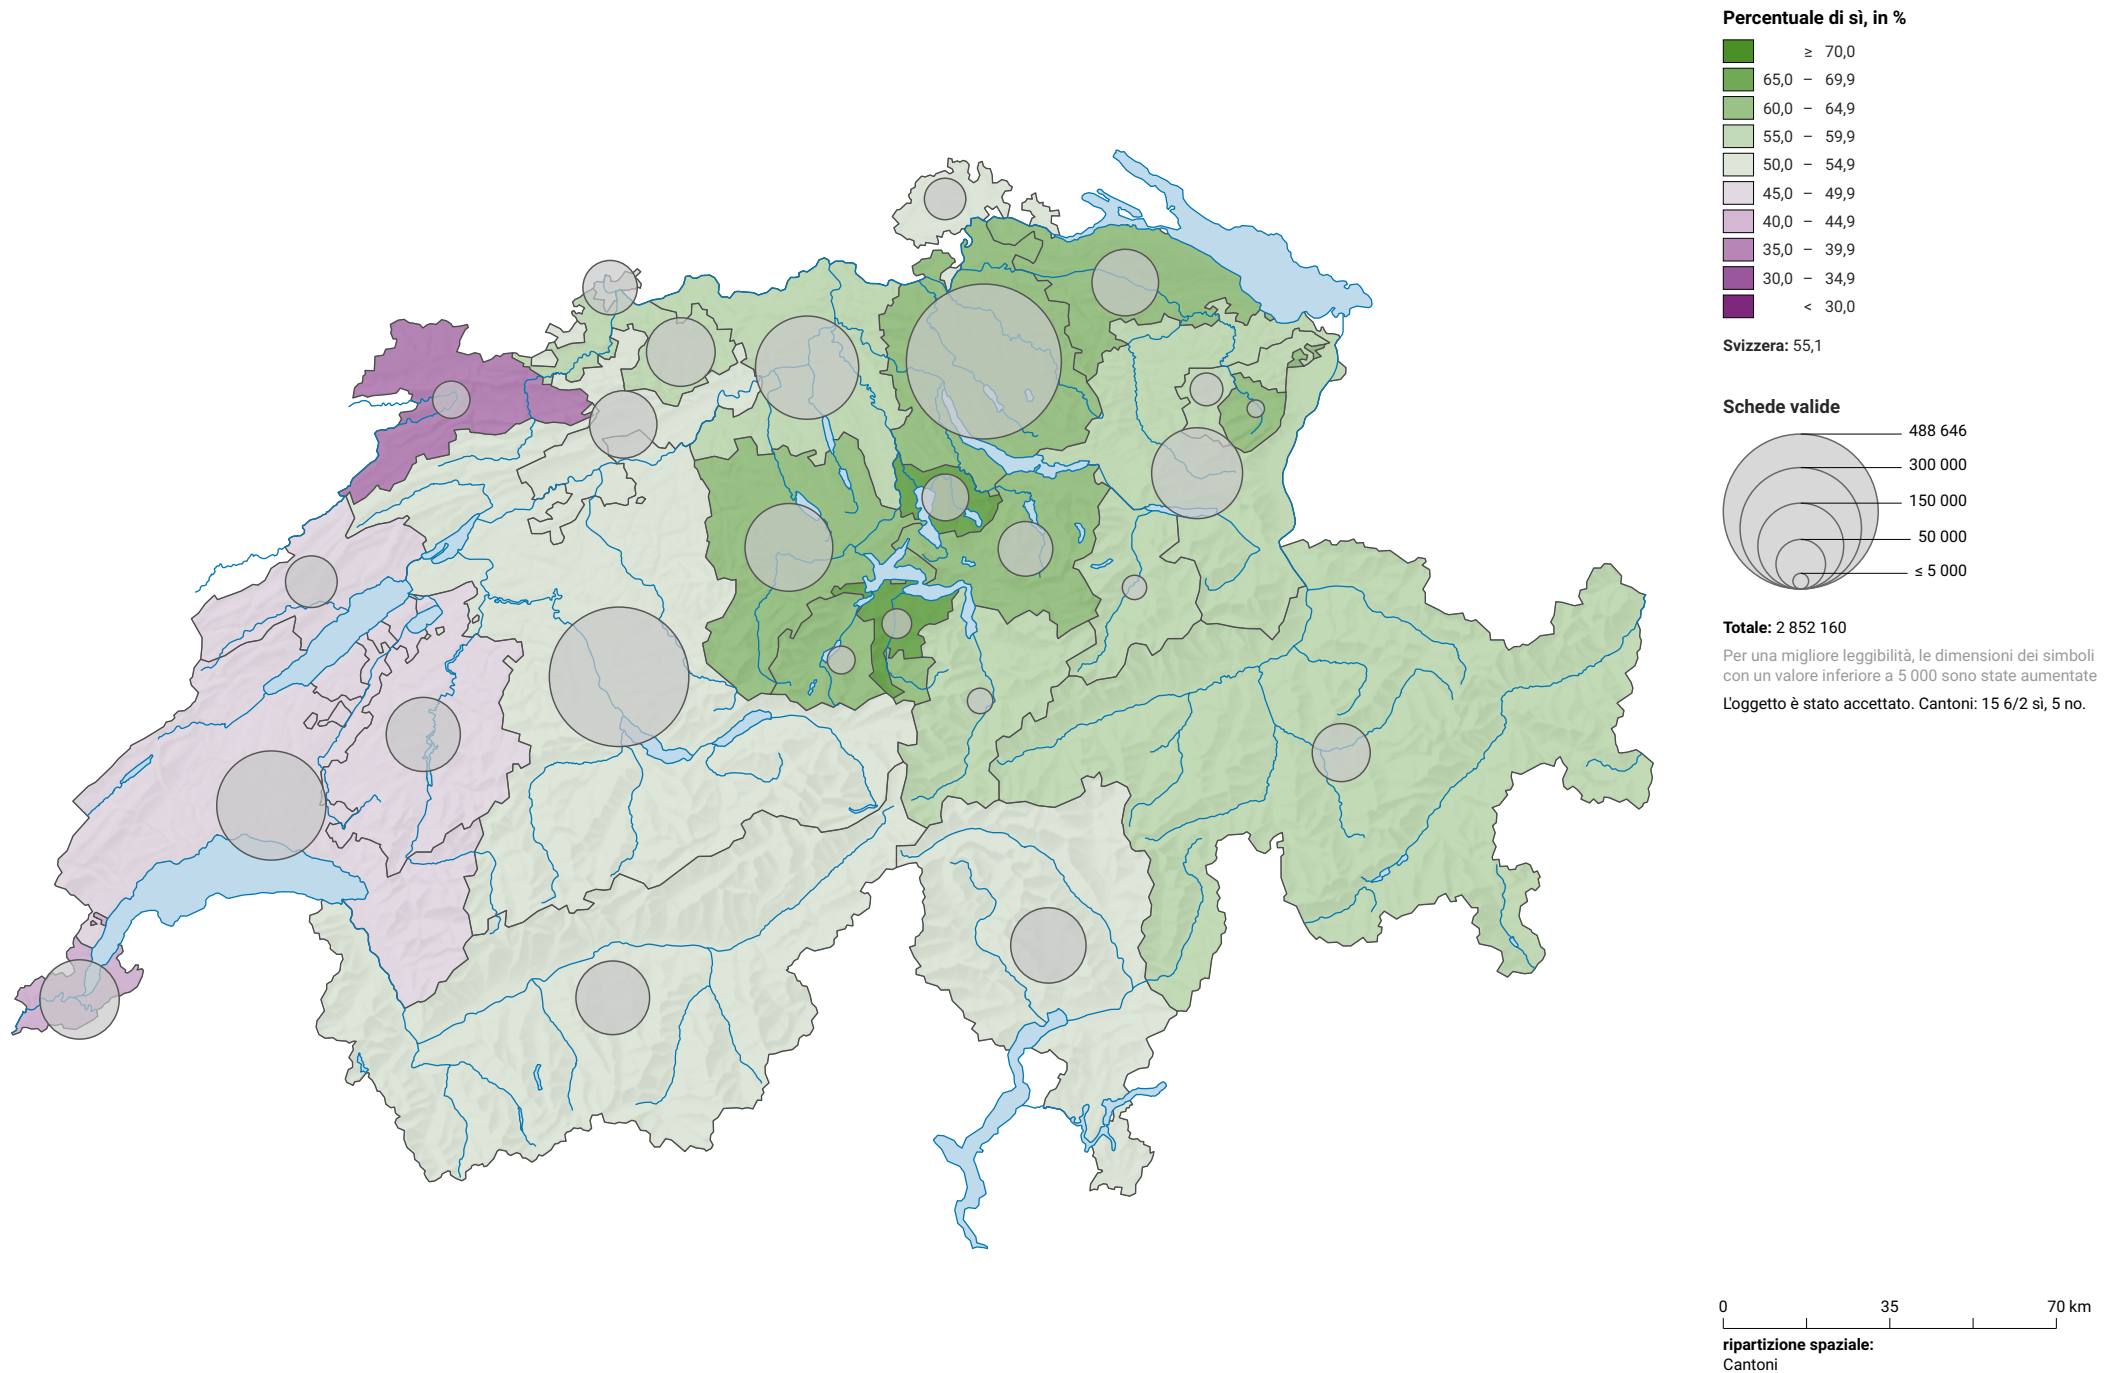 Percentuale di sì, in %
≥ 70,0
65,0 – 69,9
60,0 – 64,9
55,0 – 59,9
50,0 – 54,9
45,0 – 49,9
40,0 – 44,9
35,0 – 39,9
30,0 – 34,9
< 30,0
Svizzera: 55,1
Schede valide
488 646
300 000
150 000
50 000
≤ 5 000
Totale: 2 852 160
Per una migliore leggibilità, le dimensioni dei simboli
con un valore inferiore a 5 000 sono state aumentate
L'oggetto è stato accettato. Cantoni: 15 6/2 sì, 5 no.
0 35 70 km
ripartizione spaziale:
Cantoni